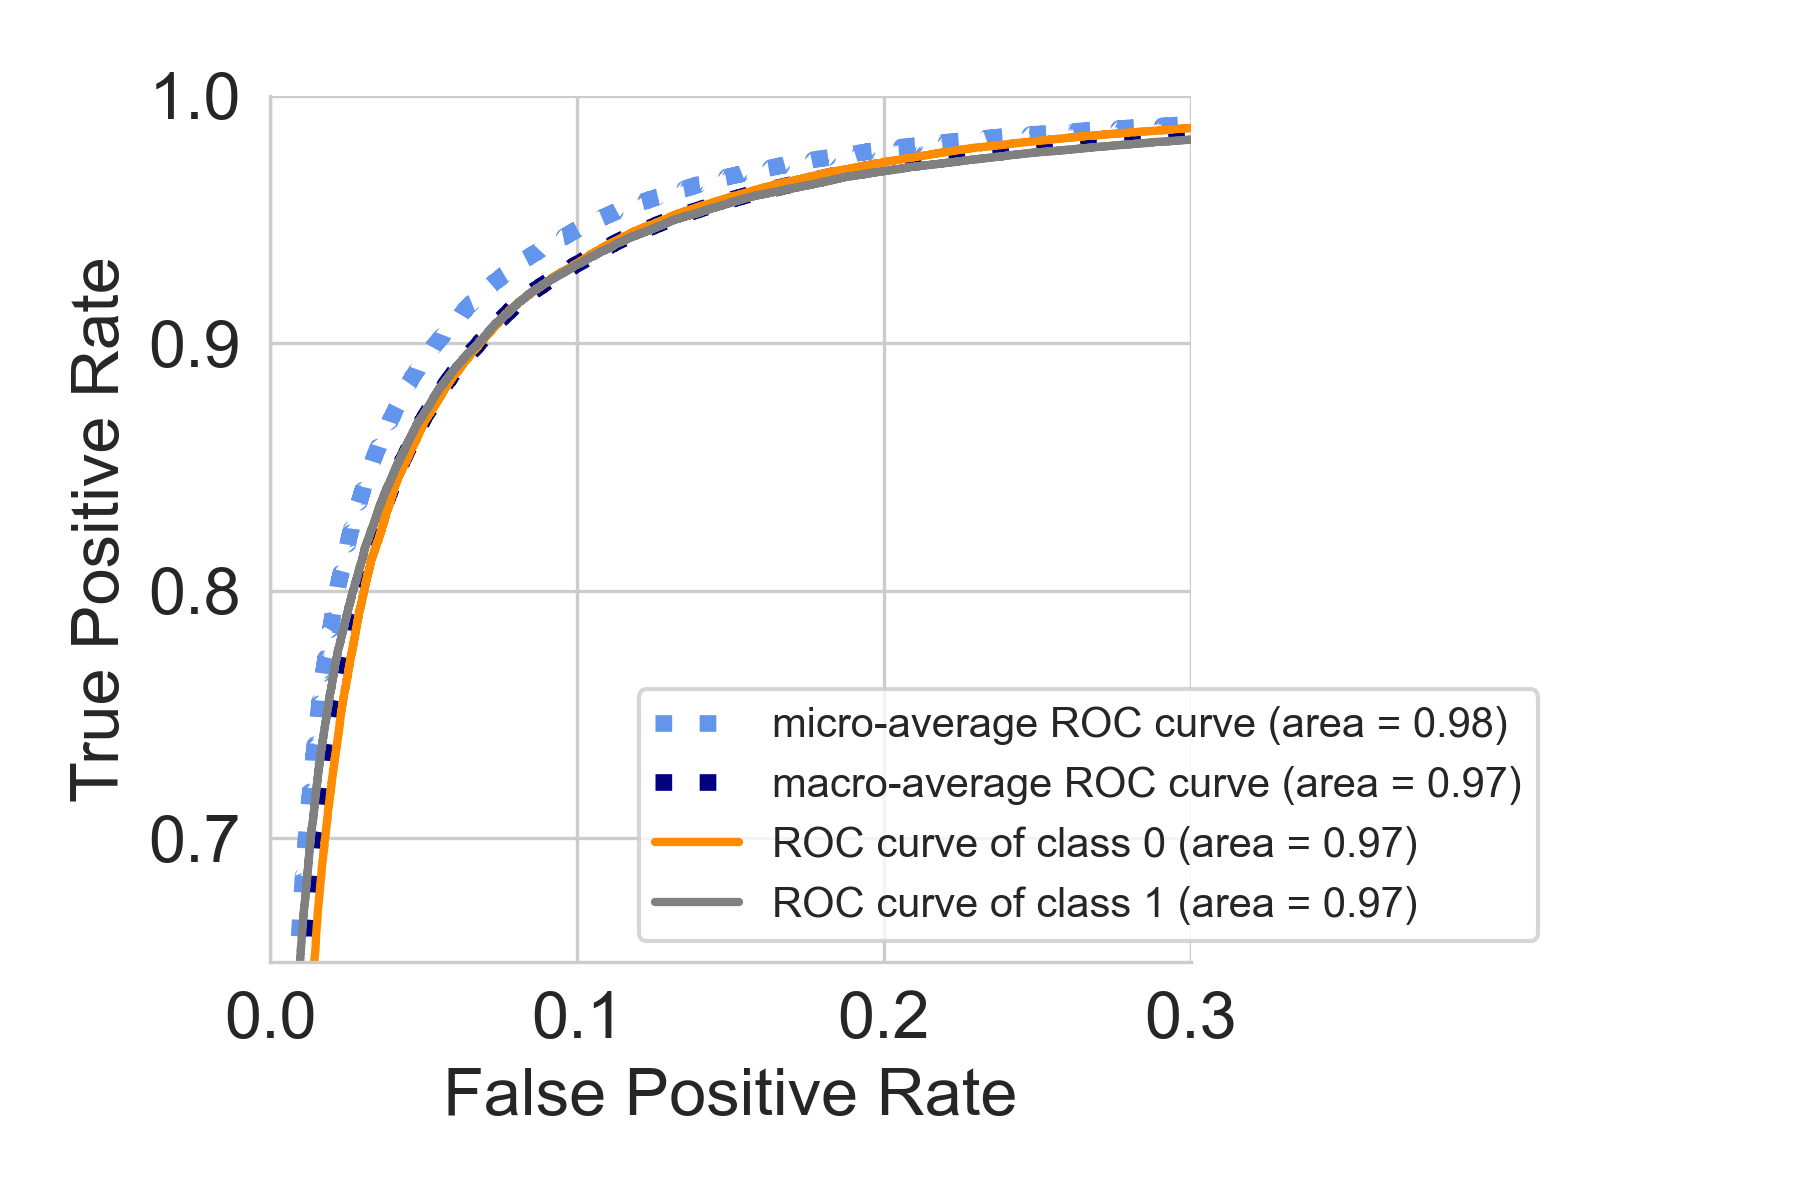 1.0
0.9
0.8
0.7
True Positive Rate
micro-average ROC curve (area = 0.98)
macro-average ROC curve (area = 0.97)
ROC curve of class 0 (area = 0.97)
ROC curve of class 1 (area = 0.97)
0.0 0.1 0.2 0.3
False Positive Rate